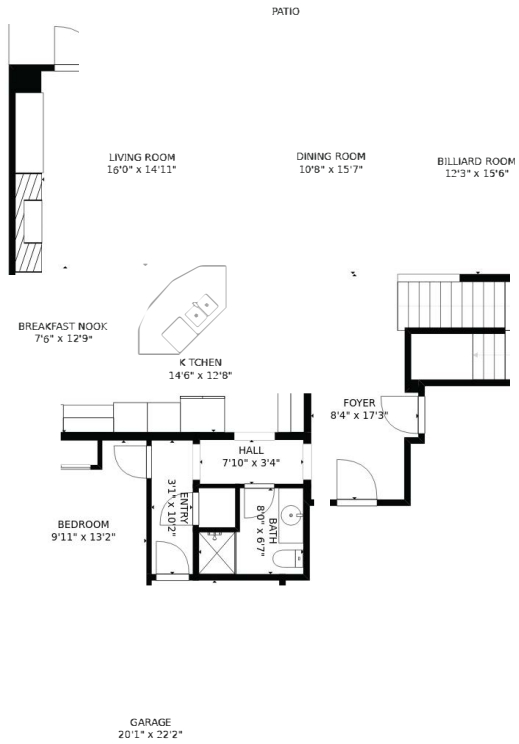 PATIO
LIVING ROOM
16'0" x 14'11"
DINING ROOM
10'8" x 15'7"
BILLIARD ROOM
12'3" x 15'6"
BREAKFAST NOOK
7'6" x 12'9"
K TCHEN
14'6" x 12'8"
FOYER
8'4" x 17'3"
HALL
7'10" x 3'4"
ENTRY
3'1" x 10'2"
BATH
8'0" x 6'7"
BEDROOM
9'11" x 13'2"
GARAGE
20'1" x 22'2"